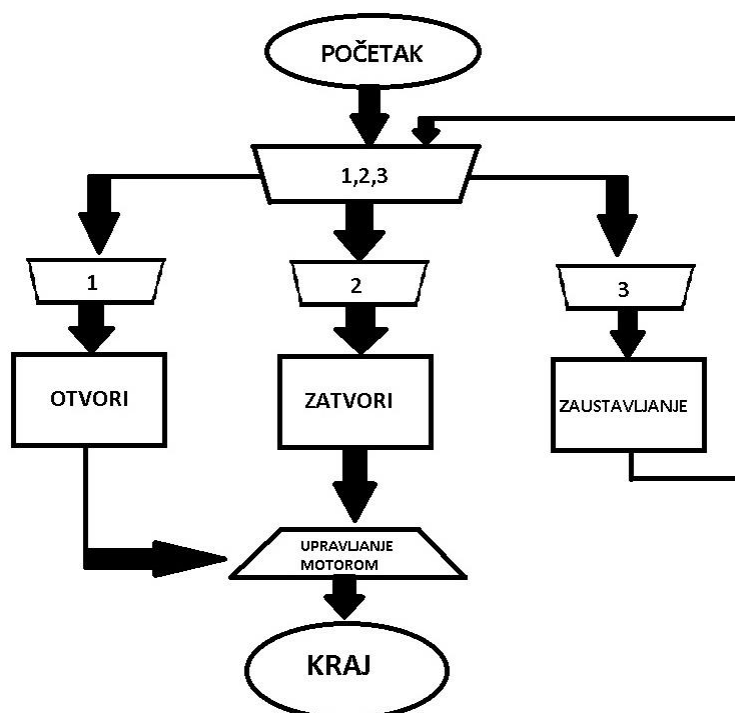 POČETAK
1,2,3
1
2
3
OTVORI
ZATVORI
ZAUSTAVLJANJE
UPRAVLJANJE
MOTOROM
KRAJ